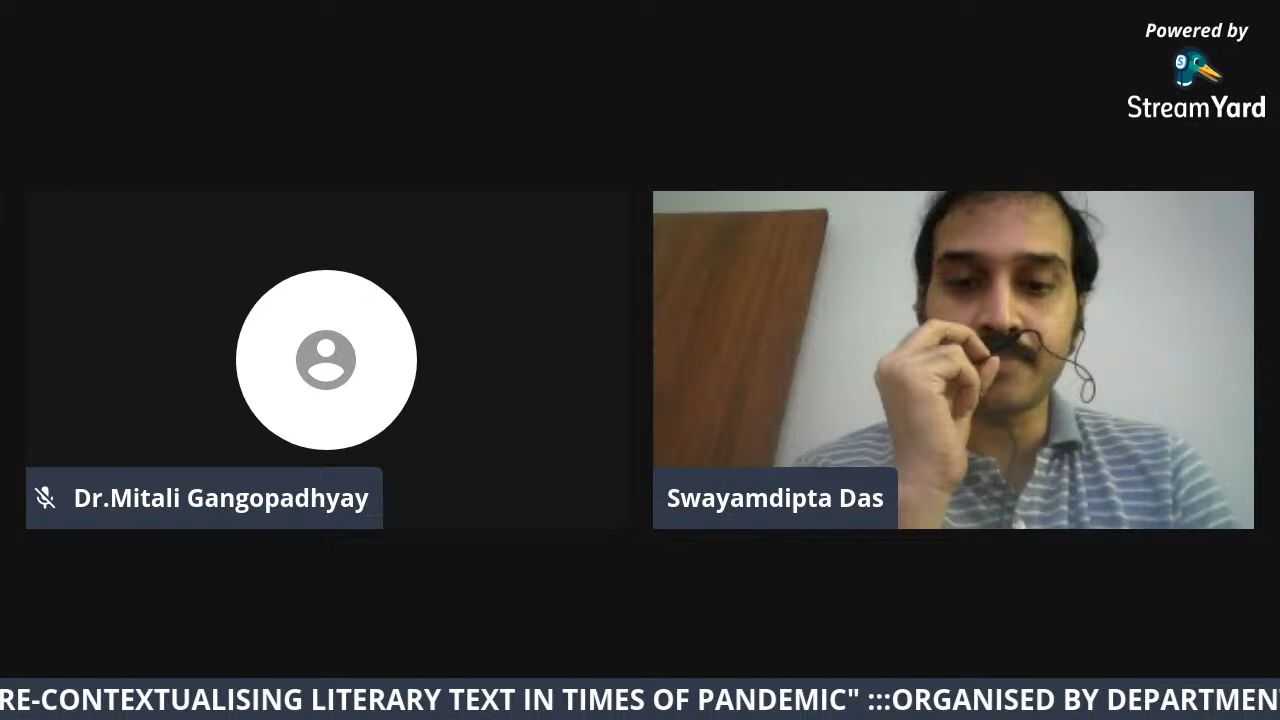 Powered by
StreamYard
Dr.Mitali Gangopadhyay
Swayamdipta Das
RE-CONTEXTUALISING LITERARY TEXT IN TIMES OF PANDEMIC" :::ORGANISED BY DEPARTMEN